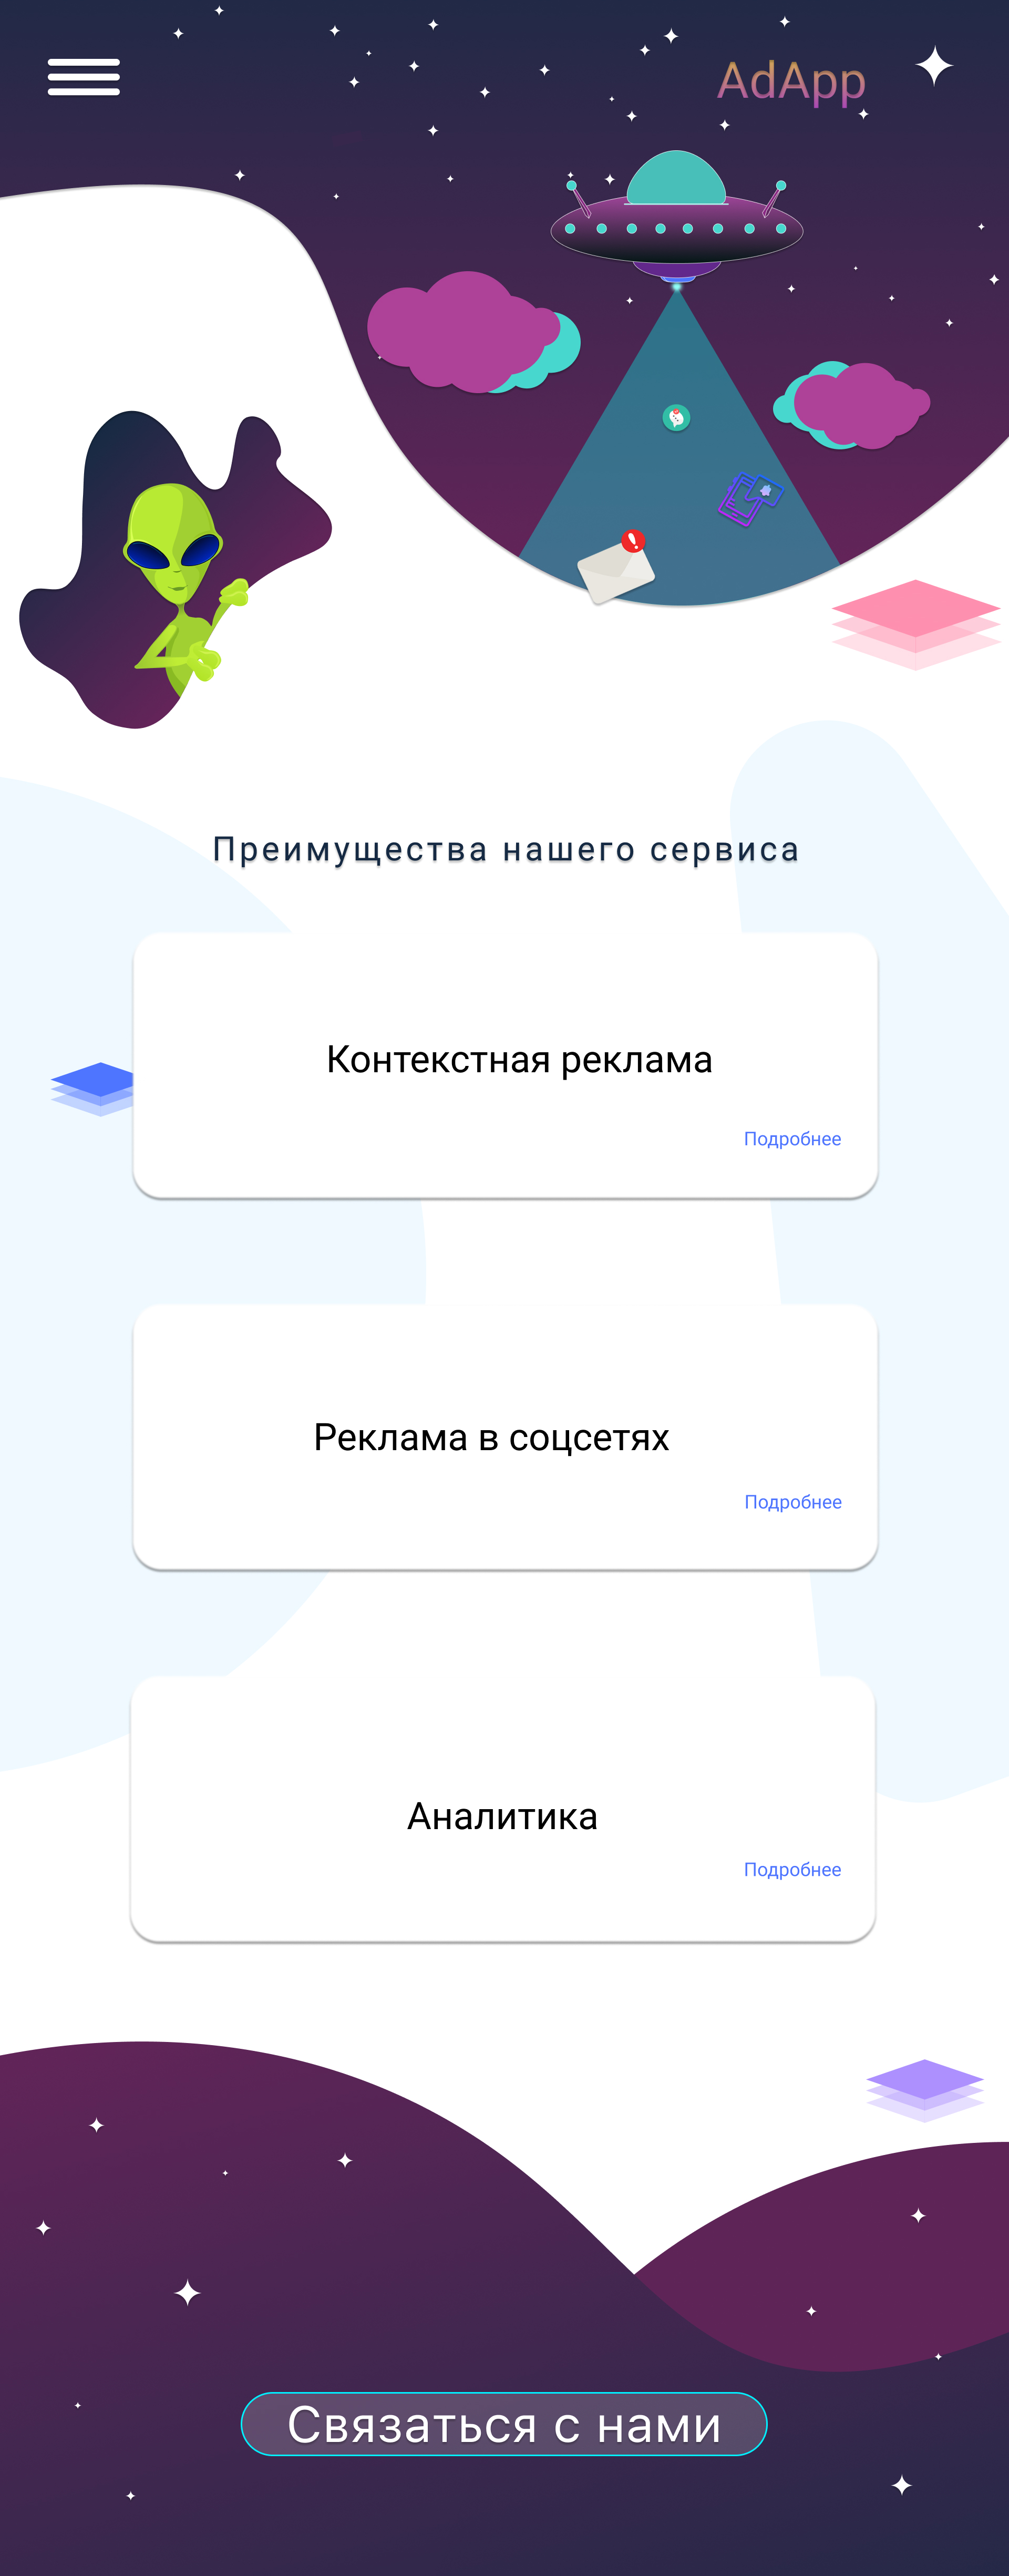 AdApp
Преимущества нашего сервиса
Контекстная реклама
Подробнее
Реклама в соцсетях
Подробнее
Аналитика
Подробнее
Связаться с нами